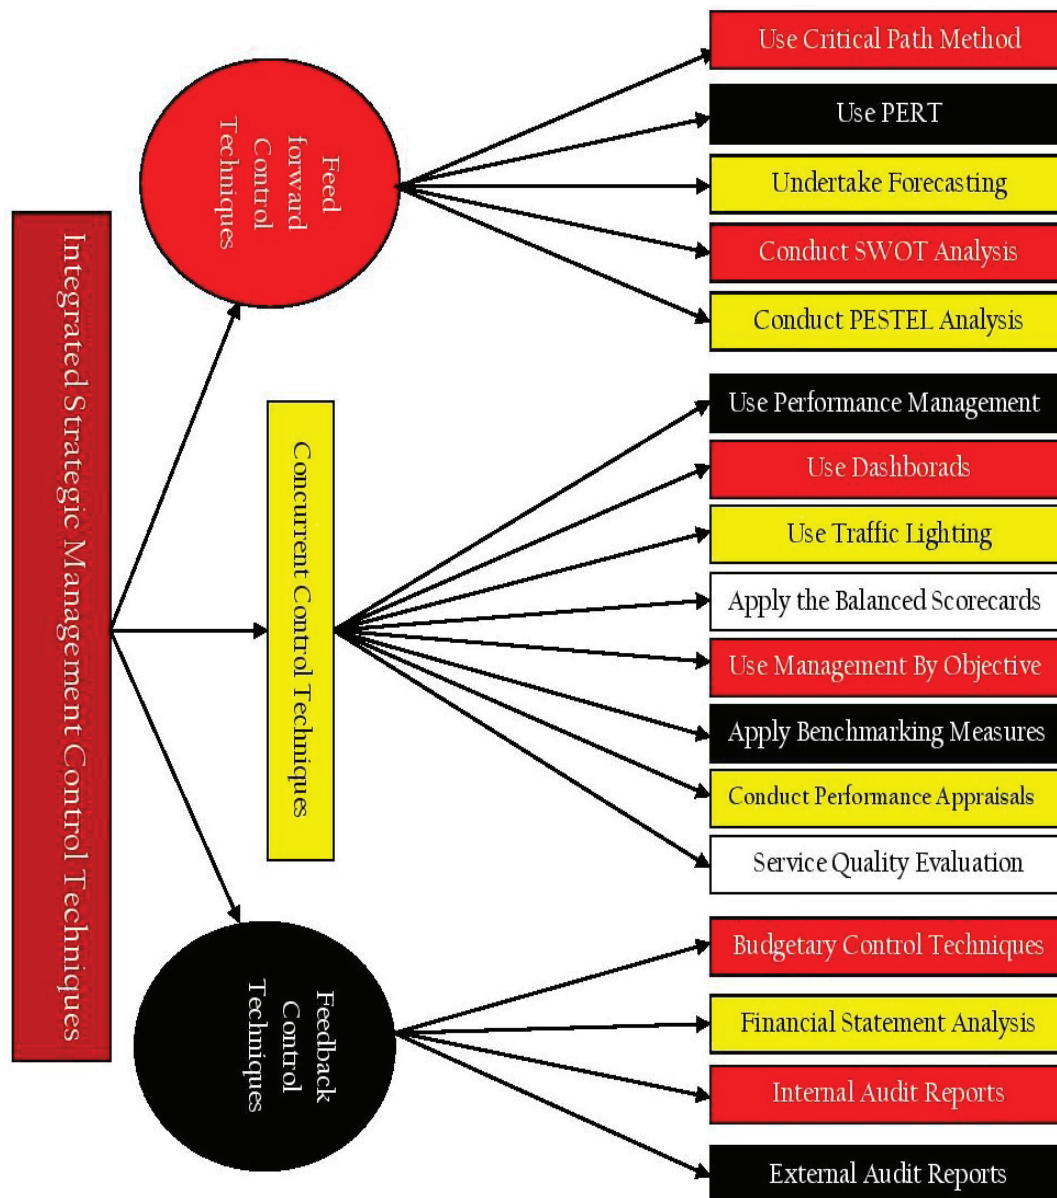 Integrated Strategic Management Control Techniques
Feed
forward
Control
Techniques
Use Critical Path Method
Use PERT
Undertake Forecasting
Conduct SWOT Analysis
Conduct PESTEL Analysis
Concurrent Control Techniques
Use Performance Management
Use Dashborads
Use Traffic Lighting
Apply the Balanced Scorecards
Use Management By Objective
Apply Benchmarking Measures
Conduct Performance Appraisals
Service Quality Evaluation
Feedback
Control
Techniques
Budgetary Control Techniques
Financial Statement Analysis
Internal Audit Reports
External Audit Reports